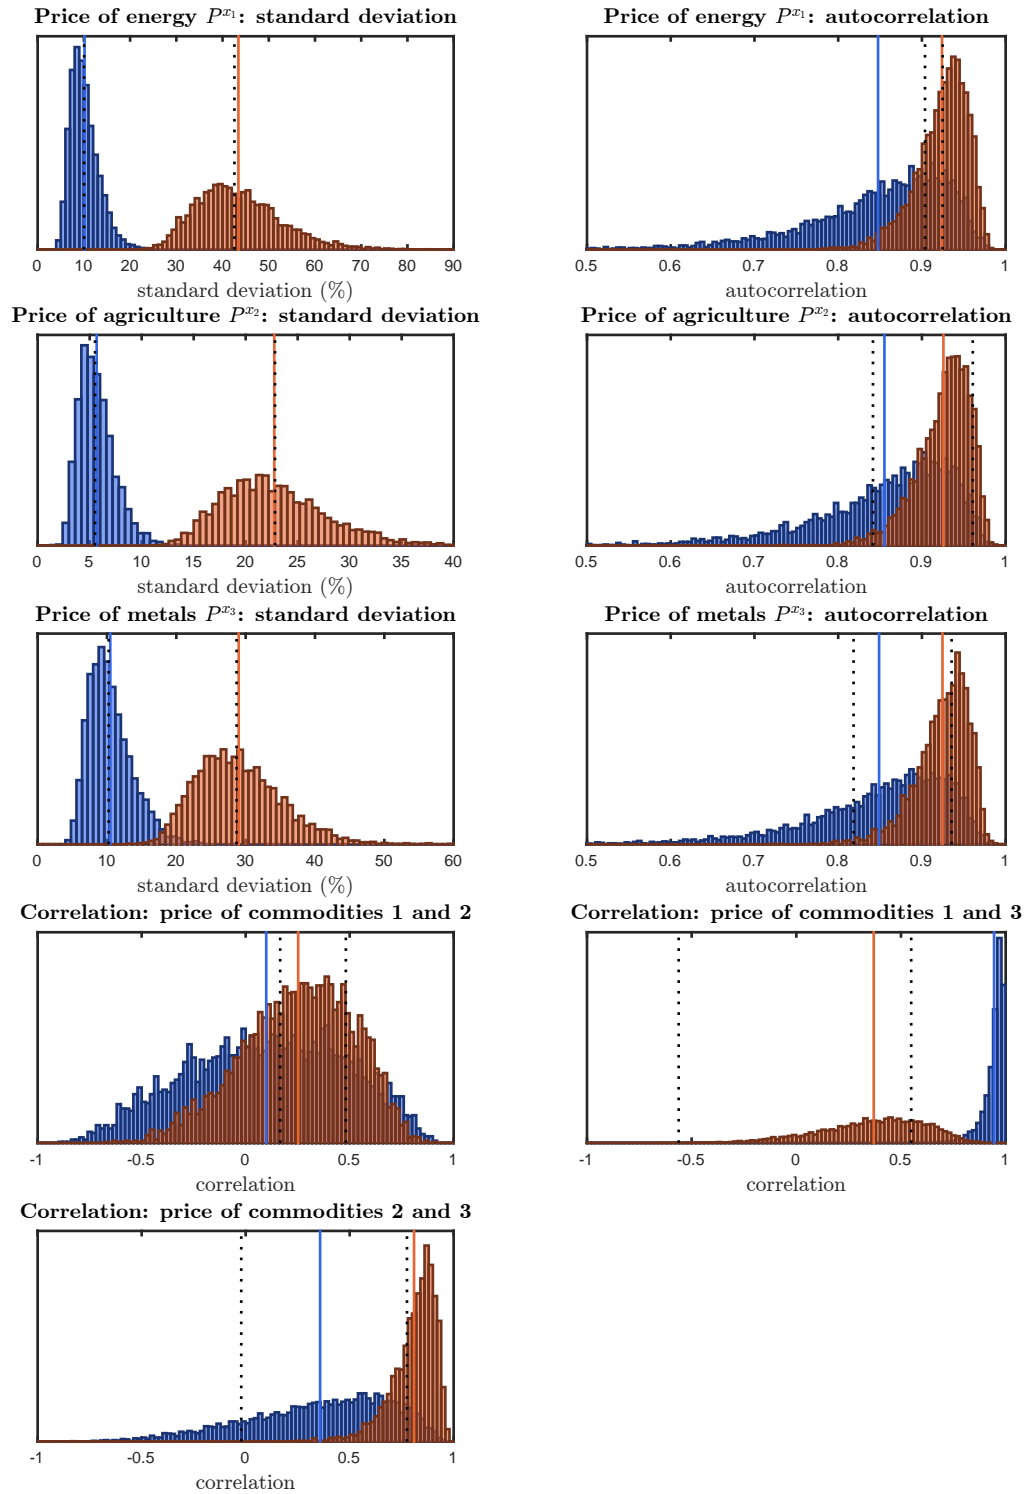 Price of energy P^{x_1}: standard deviation
0 10 20 30 40 50 60 70 80 90
standard deviation (%)
Price of energy P^{x_1}: autocorrelation
0.5 0.6 0.7 0.8 0.9 1
autocorrelation
Price of agriculture P^{x_2}: standard deviation
0 5 10 15 20 25 30 35 40
standard deviation (%)
Price of agriculture P^{x_2}: autocorrelation
0.5 0.6 0.7 0.8 0.9 1
autocorrelation
Price of metals P^{x_3}: standard deviation
0 10 20 30 40 50 60
standard deviation (%)
Price of metals P^{x_3}: autocorrelation
0.5 0.6 0.7 0.8 0.9 1
autocorrelation
Correlation: price of commodities 1 and 2
-1 -0.5 0 0.5 1
correlation
Correlation: price of commodities 1 and 3
-1 -0.5 0 0.5 1
correlation
Correlation: price of commodities 2 and 3
-1 -0.5 0 0.5 1
correlation